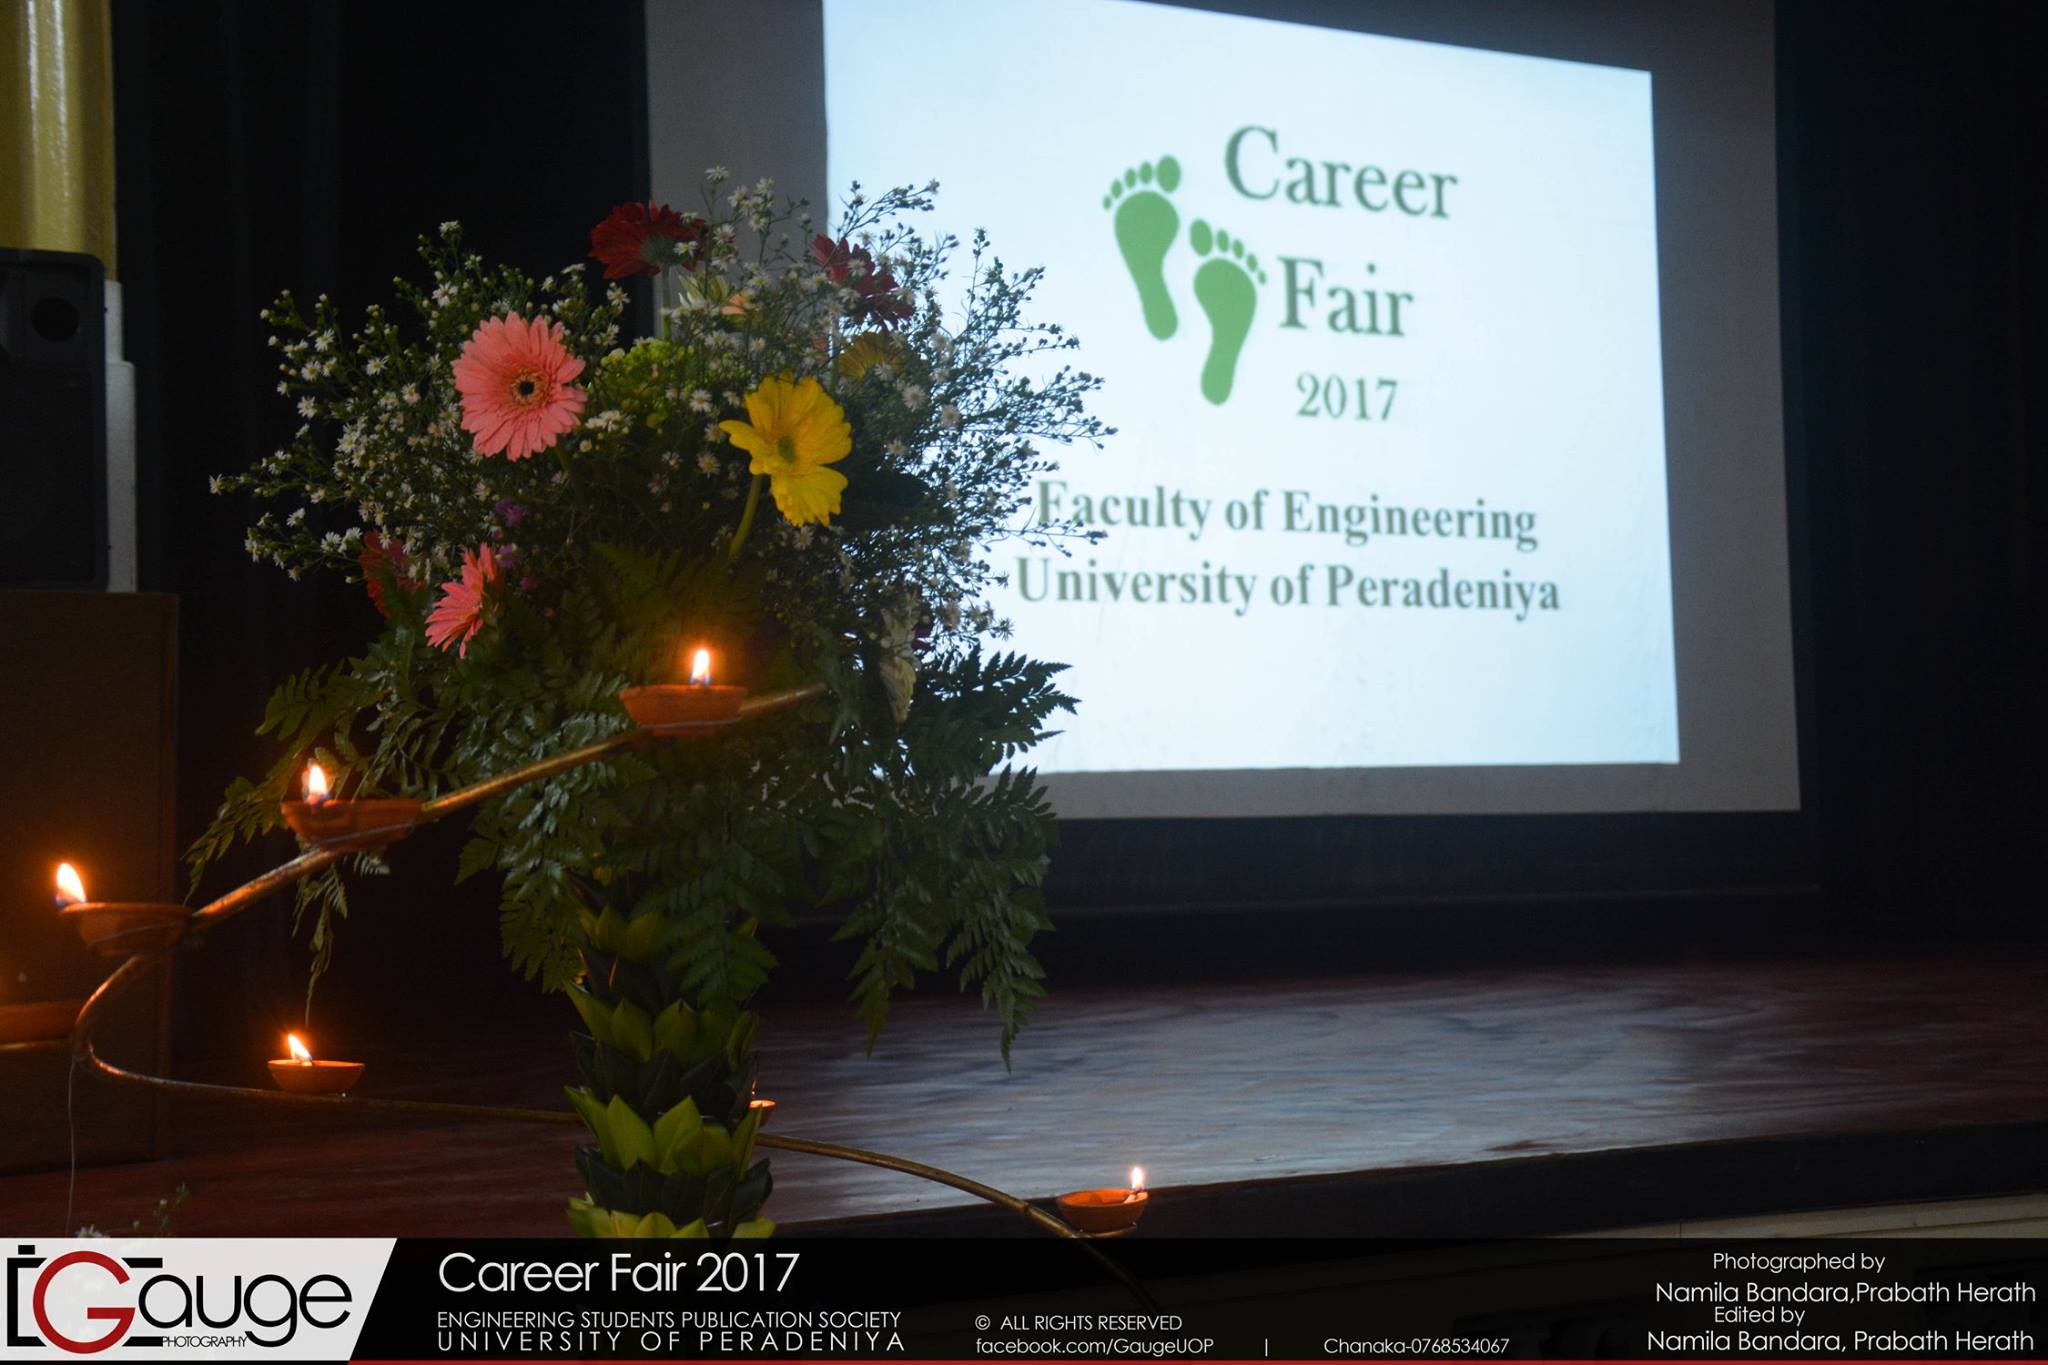 Career
Fair
2017
Faculty of Engineering
University of Peradeniya
Gauge
PHOTOGRAPHY
Career Fair 2017
ENGINEERING STUDENTS PUBLICATION SOCIETY
UNIVERSITY OF PERADENIYA
© ALL RIGHTS RESERVED
facebook.com/GaugeUOP | Chanaka-0768534067
Photographed by
Namila Bandara,Prabath Herath
Edited by
Namila Bandara, Prabath Herath